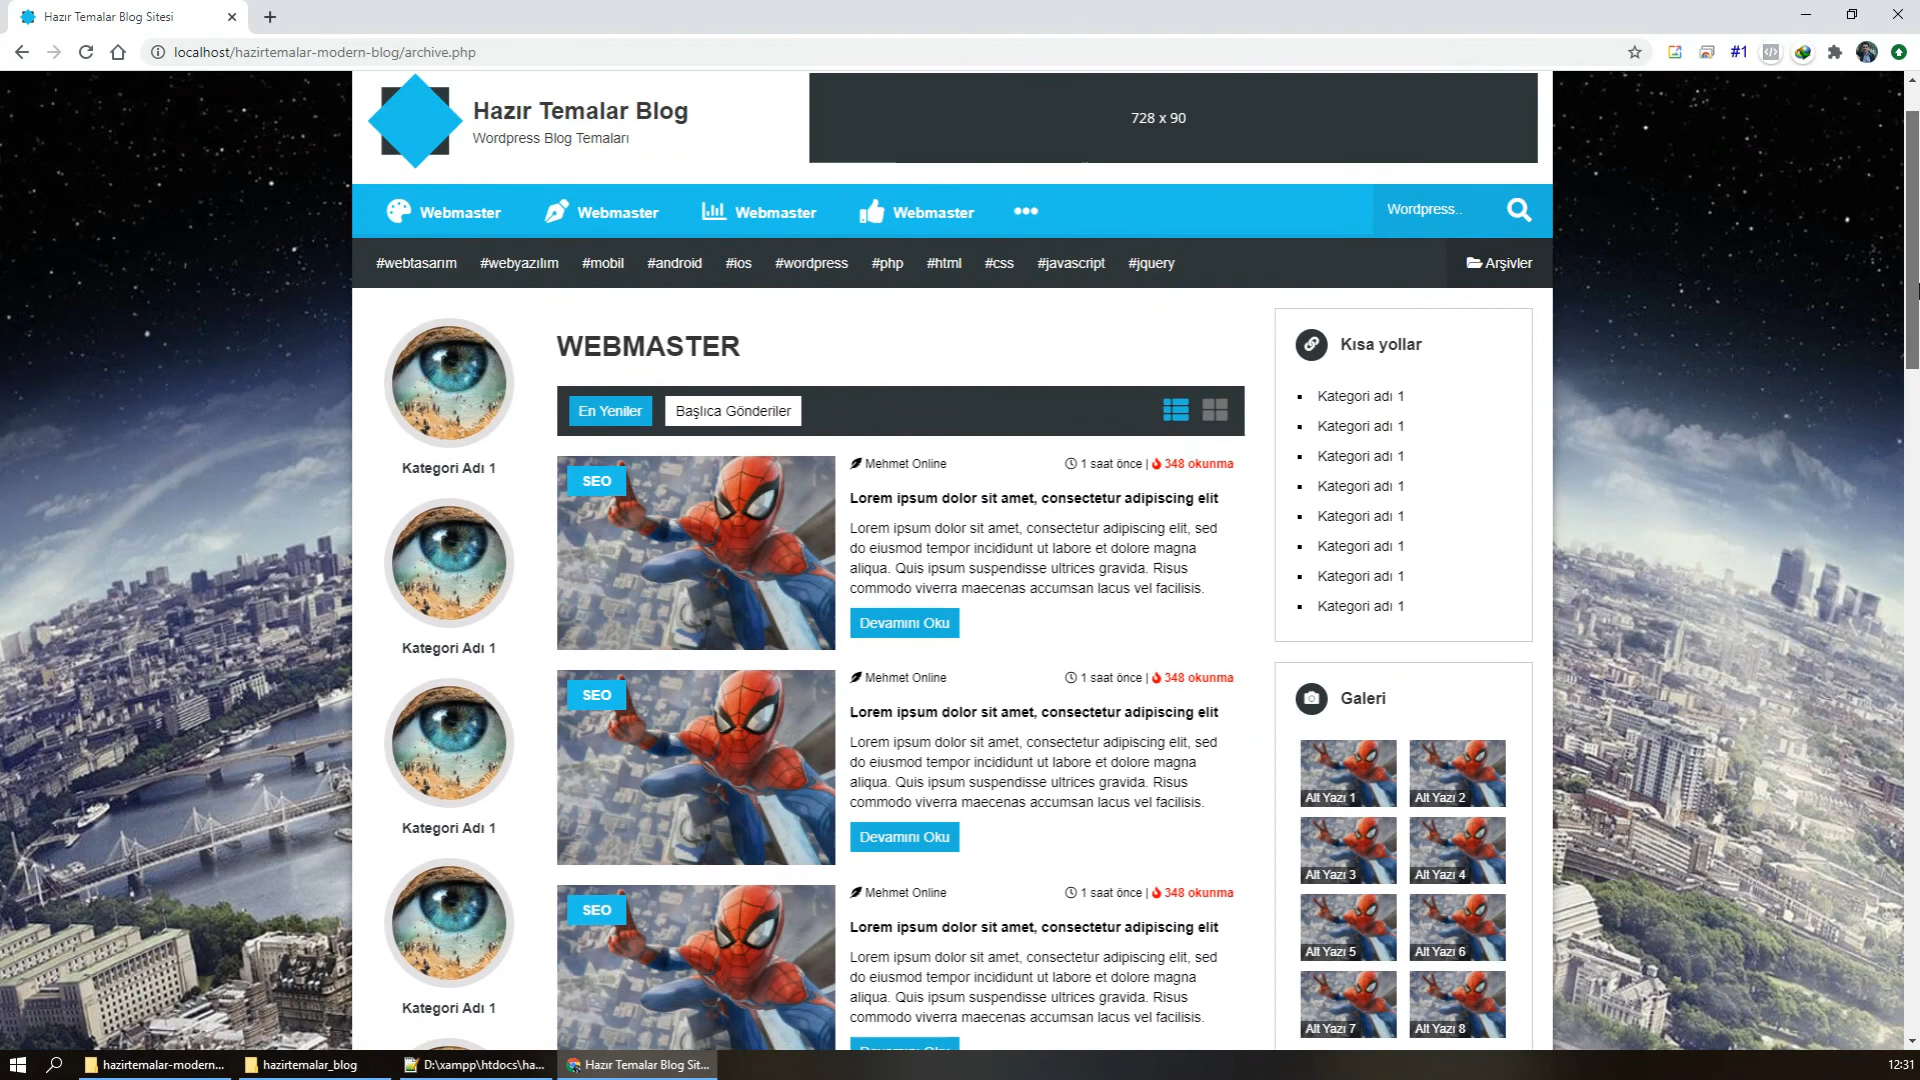 Hazır Temalar Blog Sitesi
localhost/hazirtemalar-modern-blog/archive.php
#1
Hazır Temalar Blog
Wordpress Blog Temaları
728 x 90
Webmaster
Webmaster
Webmaster
Webmaster
Wordpress..
#webtasarım #webyazılım #mobil #android #ios #wordpress #php #html #css #javascript #jquery
Arşivler
Kategori Adı 1
Kategori Adı 1
Kategori Adı 1
Kategori Adı 1
WEBMASTER
En Yeniler
Başlıca Gönderiler
SEO
Mehmet Online
1 saat önce | 348 okunma
Lorem ipsum dolor sit amet, consectetur adipiscing elit
Lorem ipsum dolor sit amet, consectetur adipiscing elit, sed
do eiusmod tempor incididunt ut labore et dolore magna
aliqua. Quis ipsum suspendisse ultrices gravida. Risus
commodo viverra maecenas accumsan lacus vel facilisis.
Devamını Oku
SEO
Mehmet Online
1 saat önce | 348 okunma
Lorem ipsum dolor sit amet, consectetur adipiscing elit
Lorem ipsum dolor sit amet, consectetur adipiscing elit, sed
do eiusmod tempor incididunt ut labore et dolore magna
aliqua. Quis ipsum suspendisse ultrices gravida. Risus
commodo viverra maecenas accumsan lacus vel facilisis.
Devamını Oku
SEO
Mehmet Online
1 saat önce | 348 okunma
Lorem ipsum dolor sit amet, consectetur adipiscing elit
Lorem ipsum dolor sit amet, consectetur adipiscing elit, sed
do eiusmod tempor incididunt ut labore et dolore magna
aliqua. Quis ipsum suspendisse ultrices gravida. Risus
commodo viverra maecenas accumsan lacus vel facilisis.
Kısa yollar
Kategori adı 1
Kategori adı 1
Kategori adı 1
Kategori adı 1
Kategori adı 1
Kategori adı 1
Kategori adı 1
Kategori adı 1
Galeri
Alt Yazı 1
Alt Yazı 2
Alt Yazı 3
Alt Yazı 4
Alt Yazı 5
Alt Yazı 6
Alt Yazı 7
Alt Yazı 8
hazirtemalar-modern...
hazirtemalar_blog
D:\xampp\htdocs\ha...
Hazır Temalar Blog Sit...
12:31